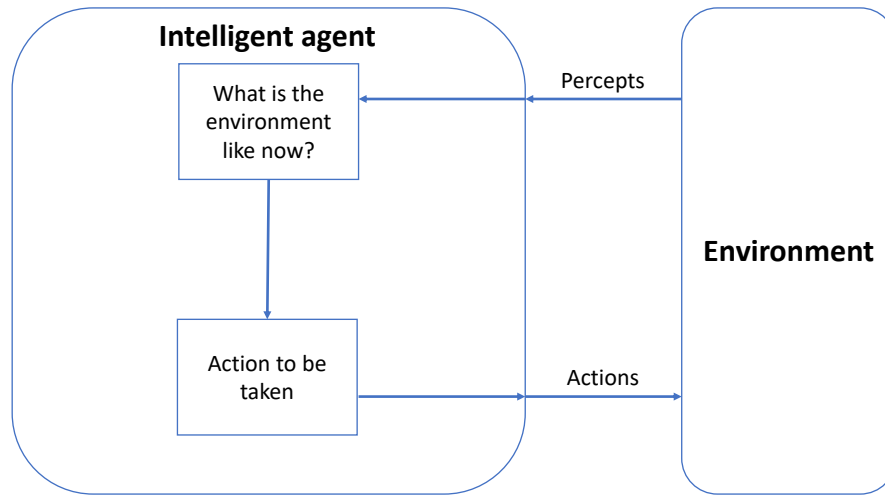 Intelligent agent
What is the
environment
like now?
Percepts
Environment
Action to be
taken
Actions